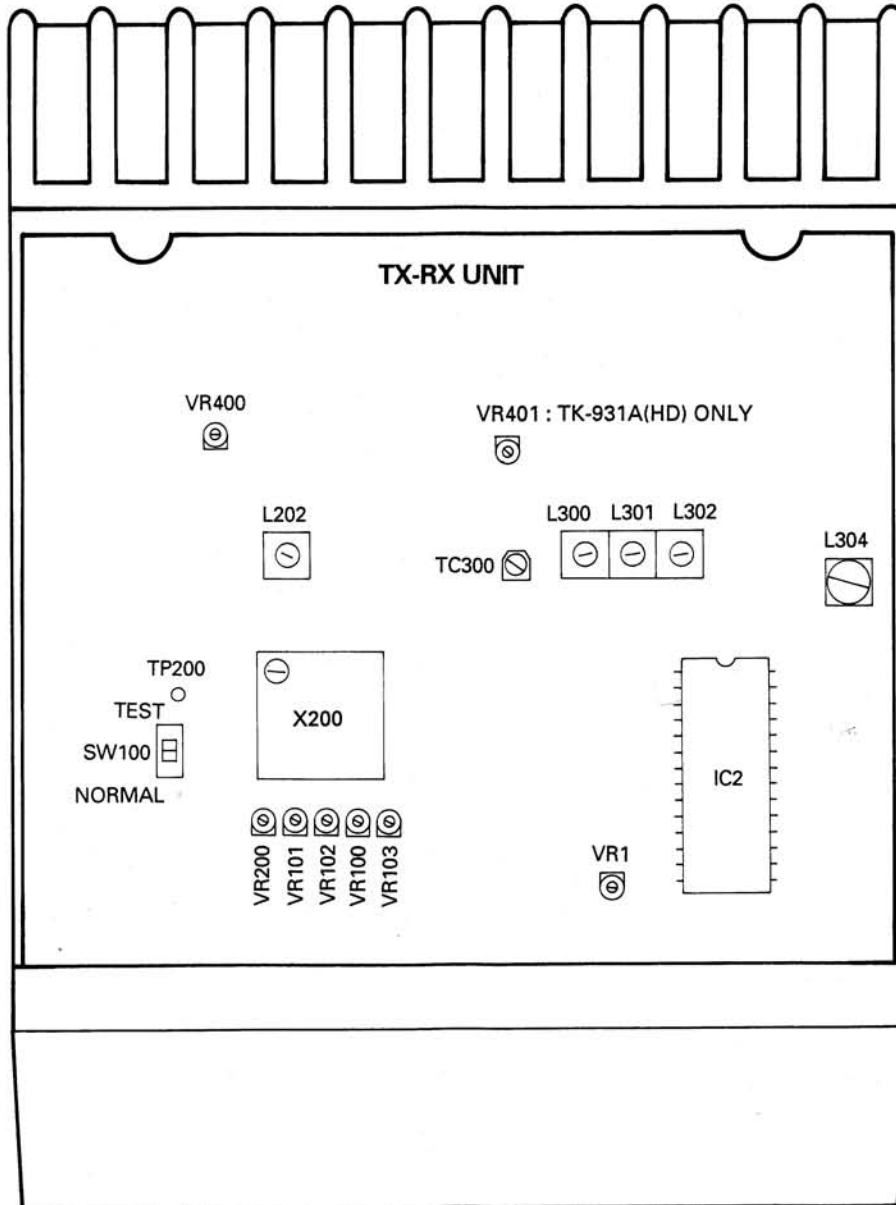 TX-RX UNIT
VR400
VR401 : TK-931A(HD) ONLY
L202
L300 L301 L302
L304
TC300
TP200
TEST
SW100
NORMAL
X200
IC2
VR200
VR101
VR102
VR100
VR103
VR1